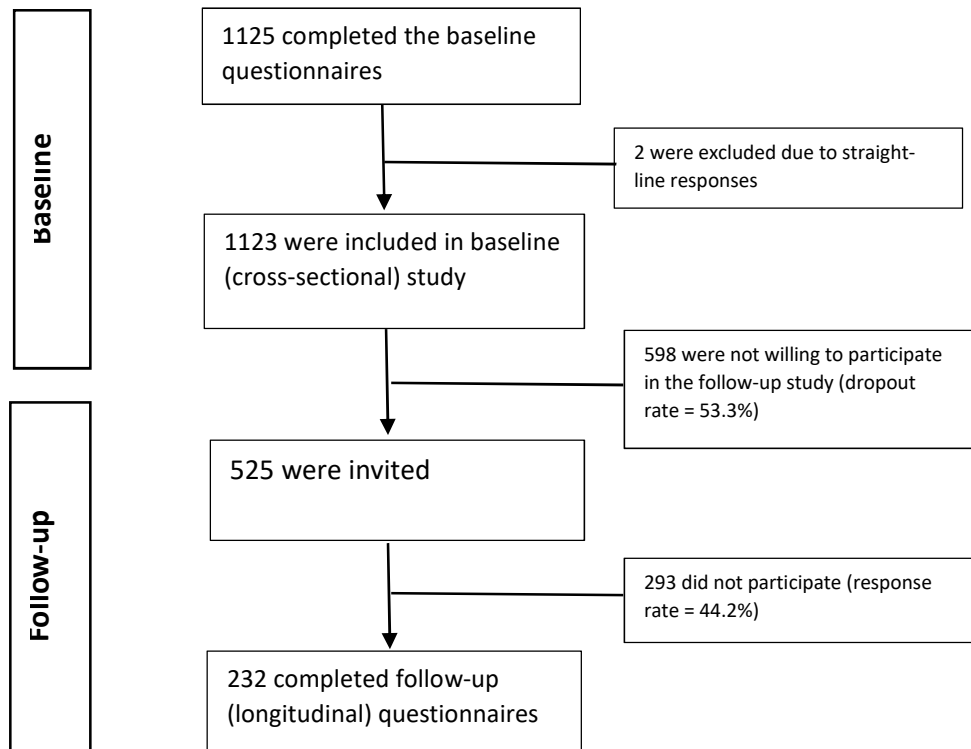 Baseline
1125 completed the baseline
questionnaires
2 were excluded due to straight-
line responses
1123 were included in baseline
(cross-sectional) study
598 were not willing to participate
in the follow-up study (dropout
rate = 53.3%)
Follow-up
525 were invited
293 did not participate (response
rate = 44.2%)
232 completed follow-up
(longitudinal) questionnaires